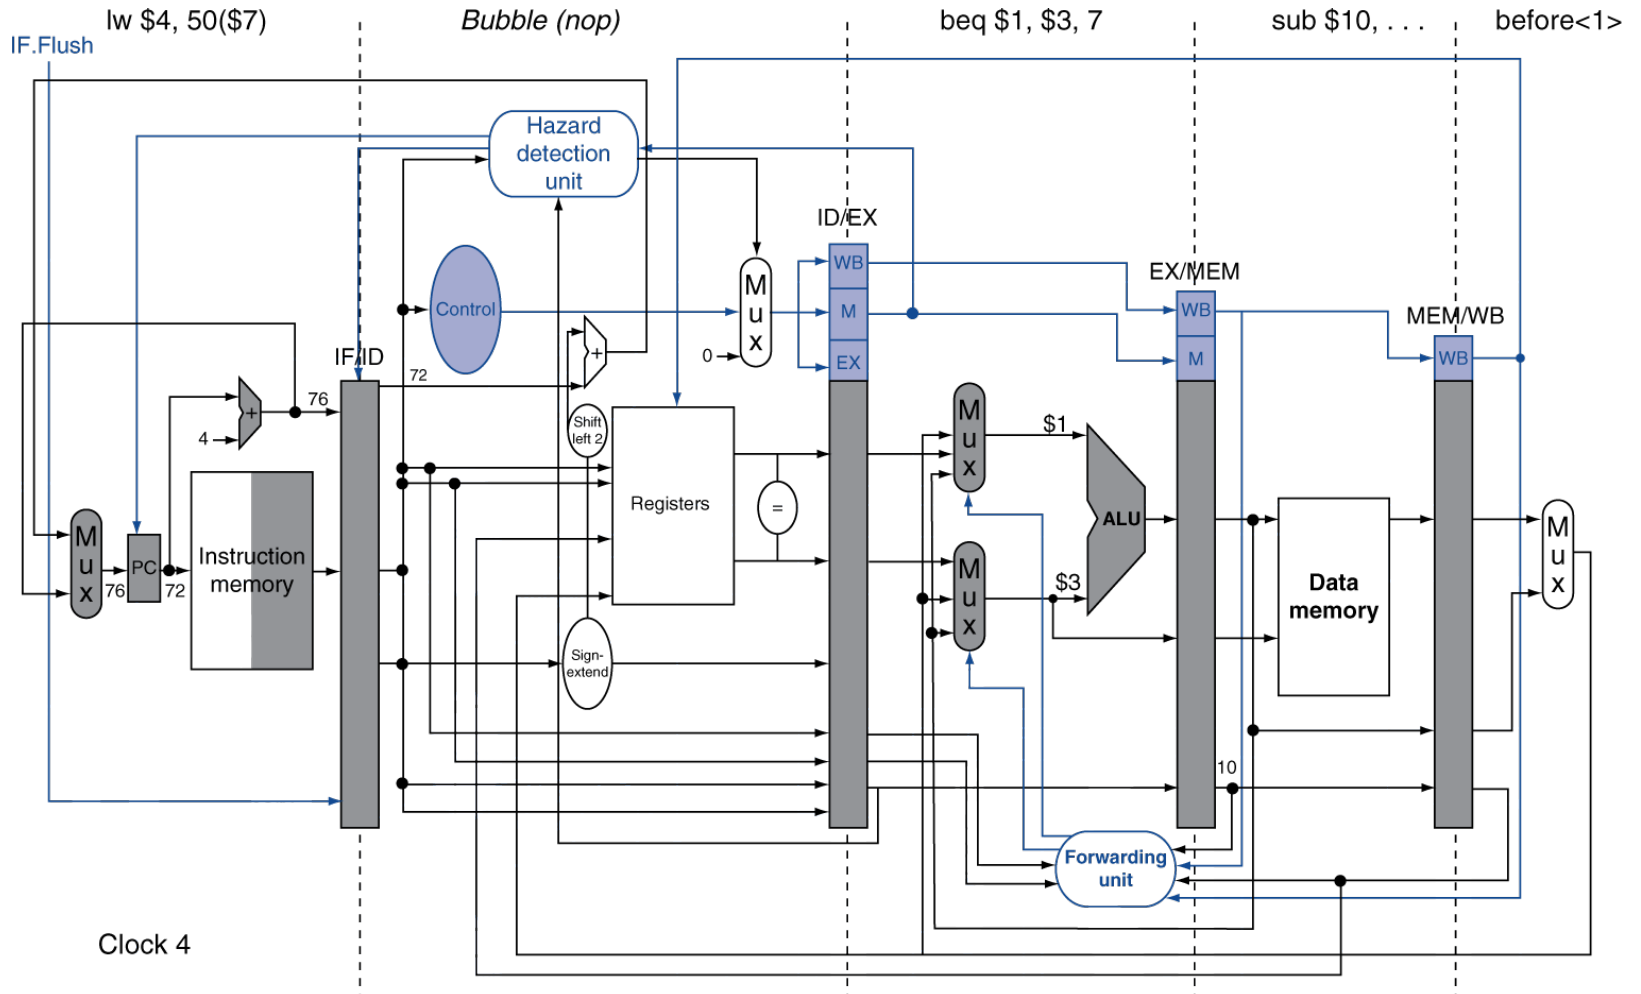 lw $4, 50($7)
Bubble (nop)
beq $1, $3, 7
sub $10, . . .
before<1>
IF.Flush
Hazard
detection
unit
ID/EX
WB
M
EX
Control
M
u
x
0
EX/MEM
WB
M
MEM/WB
WB
IF/ID
72
+
76
+
4
Shift
left 2
M
u
x
$1
Registers
=
ALU
M
u
x
PC
76
72
Instruction
memory
M
u
x
$3
Data
memory
M
u
x
Sign-
extend
10
Forwarding
unit
Clock 4